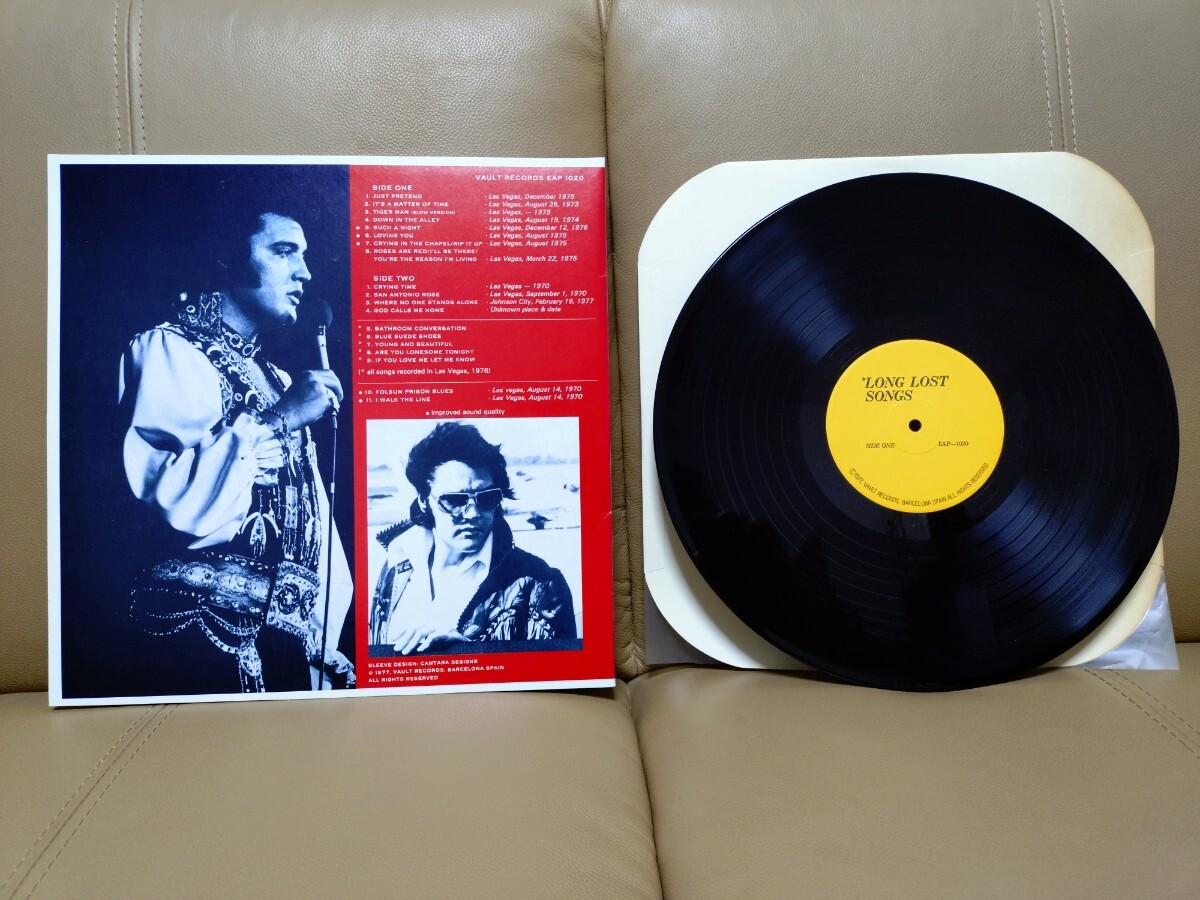 VAULT RECORDS EAP 1020
SIDE ONE
1. JUST PRETEND - Las Vegas, December 1975
2. IT'S A MATTER OF TIME - Las Vegas, August 25, 1973
3. TIGER MAN (SLOW VERSION) - Las Vegas, — 1975
4. DOWN IN THE ALLEY - Las Vegas, August 19, 1974
• 5. SUCH A NIGHT - Las Vegas, December 12, 1976
• 6. LOVING YOU - Las Vegas, August 1975
• 7. CRYING IN THE CHAPEL/RIP IT UP - Las Vegas, August 1975
8. ROSES ARE RED/I'LL BE THERE/
YOU'RE THE REASON I'M LIVING - Las Vegas, March 22, 1975
SIDE TWO
1. CRYING TIME - Las Vegas — 1970
2. SAN ANTONIO ROSE - Las Vegas, September 1, 1970
3. WHERE NO ONE STANDS ALONE - Johnson City, February 19, 1977
4. GOD CALLS ME HOME - Unknown place & date
* 5. BATHROOM CONVERSATION
* 6. BLUE SUEDE SHOES
* 7. YOUNG AND BEAUTIFUL
* 8. ARE YOU LONESOME TONIGHT
* 9. IF YOU LOVE ME LET ME KNOW
(* all songs recorded in Las Vegas, 1976)
• 10. FOLSUM PRISON BLUES - Las vegas, August 14, 1970
• 11. I WALK THE LINE - Las Vegas, August 14, 1970
• improved sound quality
SLEEVE DESIGN: CANTARA DESIGNS
© 1977, VAULT RECORDS, BARCELONA SPAIN
ALL RIGHTS RESERVED
"LONG LOST
SONGS
SIDE ONE EAP—1020
©1977, VAULT RECORDS, BARCELONA SPAIN ALL RIGHTS RESERVED